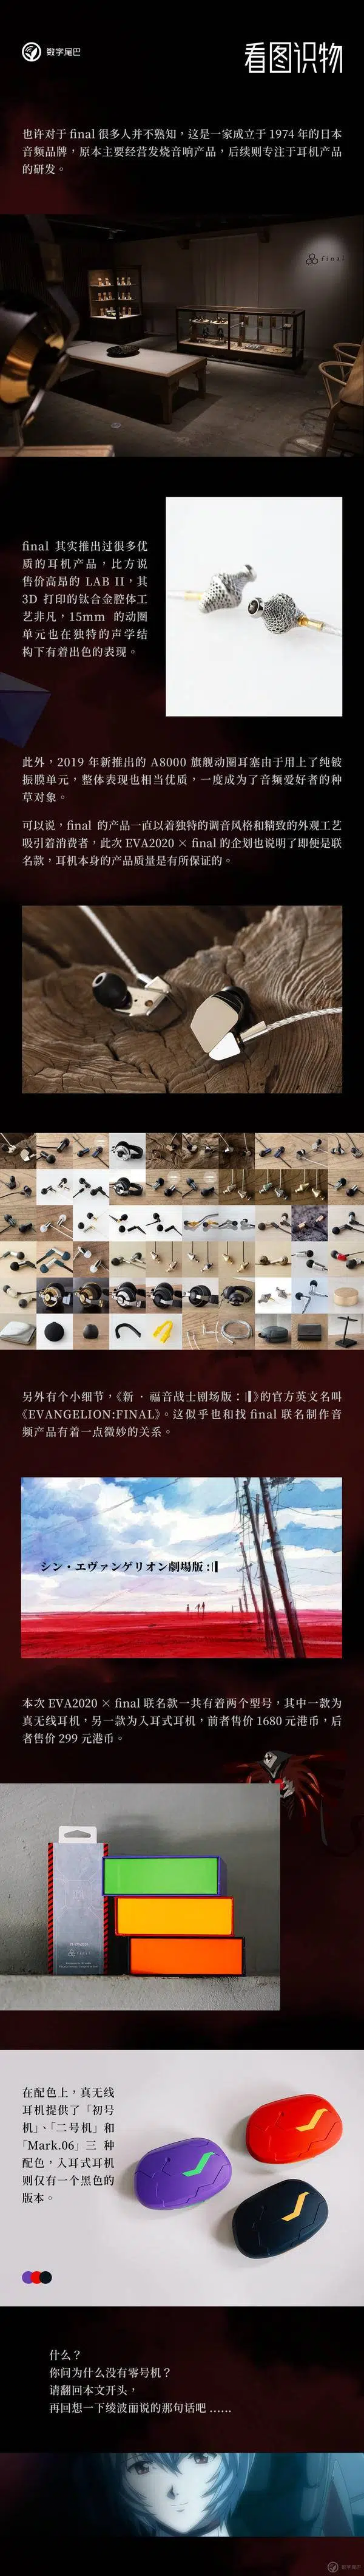 数字尾巴
看图识物
也许对于 final 很多人并不熟知，这是一家成立于 1974 年的日本
音频品牌，原本主要经营发烧音响产品，后续则专注于耳机产品
的研发。
final
final 其实推出过很多优
质的耳机产品，比方说
售价高昂的 LAB II，其
3D 打印的钛合金腔体工
艺非凡，15mm 的动圈
单元也在独特的声学结
构下有着出色的表现。
此外，2019 年新推出的 A8000 旗舰动圈耳塞由于用上了纯铍
振膜单元，整体表现也相当优质，一度成为了音频爱好者的种
草对象。
可以说，final 的产品一直以着独特的调音风格和精致的外观工艺
吸引着消费者，此次 EVA2020 × final 的企划也说明了即便是联
名款，耳机本身的产品质量是有所保证的。
另外有个小细节，《新 · 福音战士剧场版：𝄇》的官方英文名叫
《EVANGELION:FINAL》。这似乎也和找 final 联名制作音
频产品有着一点微妙的关系。
シン・エヴァンゲリオン劇場版 :||
本次 EVA2020 × final 联名款一共有着两个型号，其中一款为
真无线耳机，另一款为入耳式耳机，前者售价 1680 元港币，后
者售价 299 元港币。
final
在配色上，真无线
耳机提供了「初号
机」、「二号机」和
「Mark.06」三 种
配色，入耳式耳机
则仅有一个黑色的
版本。
什么？
你问为什么没有零号机？
请翻回本文开头，
再回想一下绫波面说的那句话吧 ......
数字尾巴